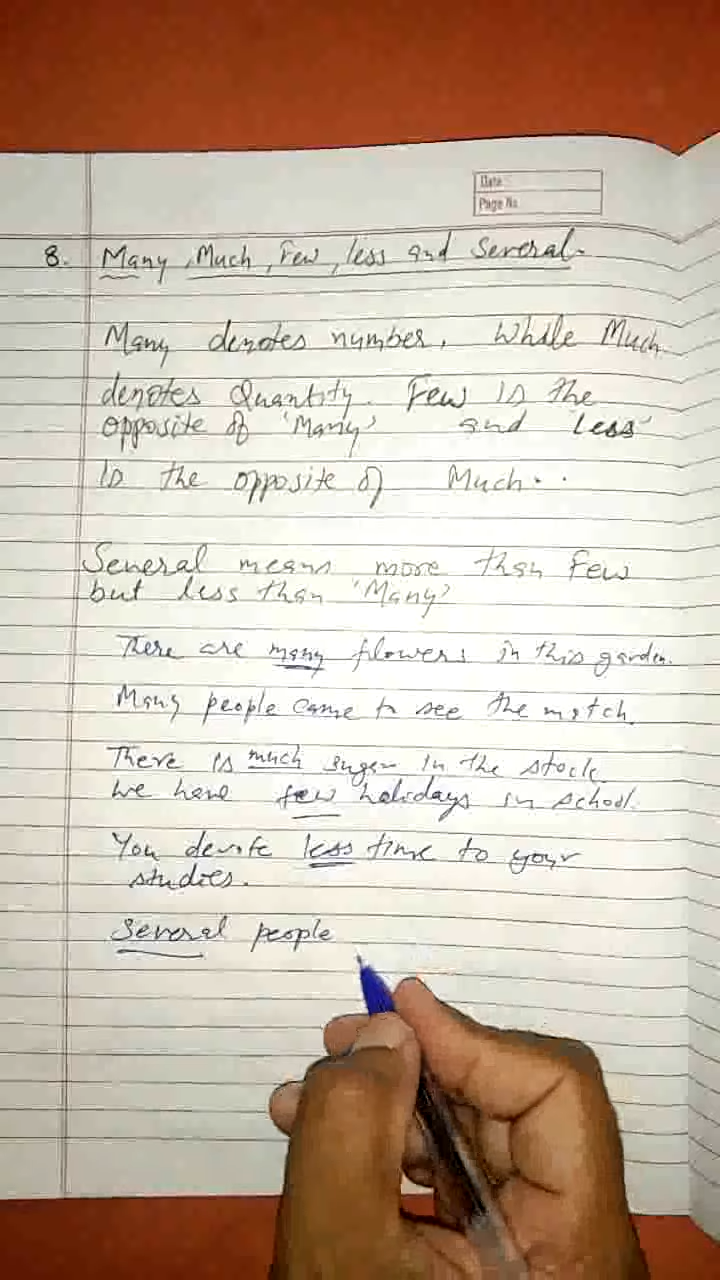 Date
Page No.
8. Many, Much, Few, less and Several.
Many denotes number, While Much
denotes Quantity. Few is the
opposite of 'Many' and 'Less'
is the opposite of Much.
Several means more than Few
but less than 'Many'
There are many flowers in this garden.
Many people came to see the match.
There is much sugar in the stock.
We have few holidays in school.
You devote less time to your
studies.
Several people